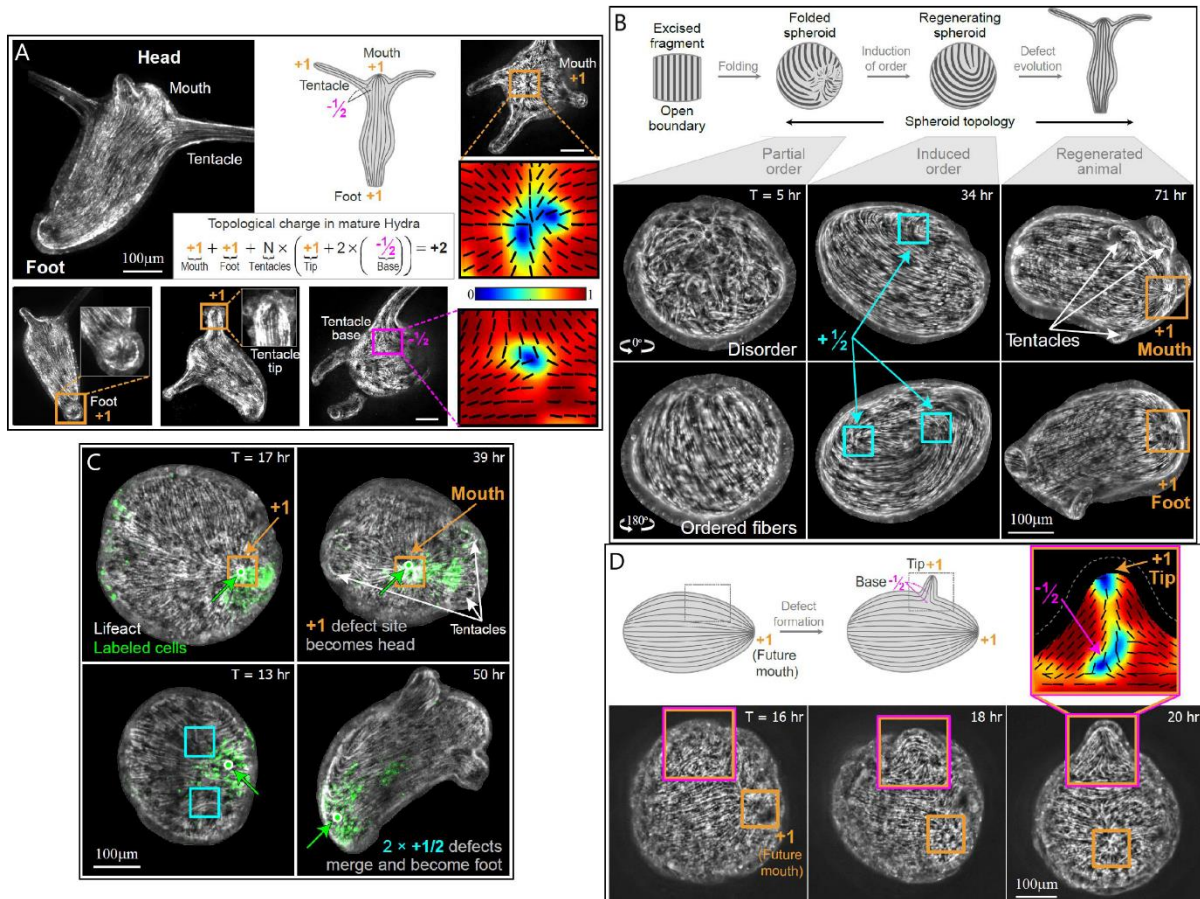 A
Head
Mouth
Tentacle
Foot
100µm
+1
Mouth
+1
Tentacle
-½
Foot +1
Mouth
+1
Topological charge in mature Hydra
+1 + +1 + N × ( +1 + 2 × ( -½ ) ) = +2
Mouth Foot Tentacles Tip Base
0 1
Foot
+1
+1
Tentacle
tip
Tentacle
base
-½
B
Excised
fragment
Open
boundary
Folding
Folded
spheroid
Induction
of order
Regenerating
spheroid
Defect
evolution
Spheroid topology
Partial
order
Induced
order
Regenerated
animal
T = 5 hr
34 hr
71 hr
0°
Disorder
+½
Tentacles
+1
Mouth
180°
Ordered fibers
+1
Foot
100µm
C
T = 17 hr
39 hr
+1
Mouth
Lifeact
Labeled cells
+1 defect site
becomes head
Tentacles
T = 13 hr
50 hr
100µm
2 × +1/2 defects
merge and become foot
D
Defect
formation
+1
(Future
mouth)
Tip +1
Base -½
+1
+1
Tip
-½
T = 16 hr
18 hr
20 hr
+1
(Future
mouth)
100µm